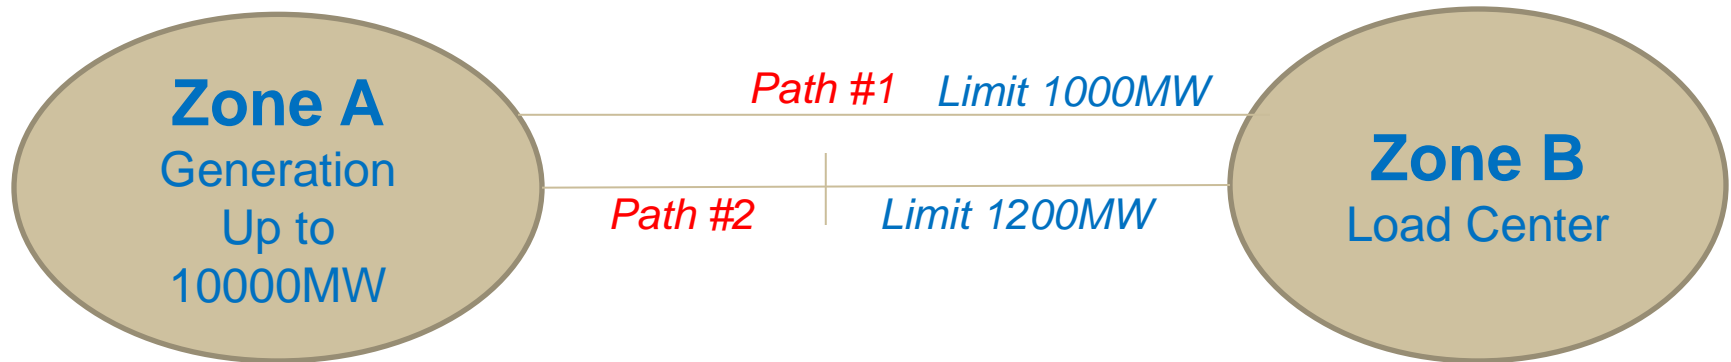 Zone A
Generation
Up to
10000MW
Path #1 Limit 1000MW
Path #2 Limit 1200MW
Zone B
Load Center